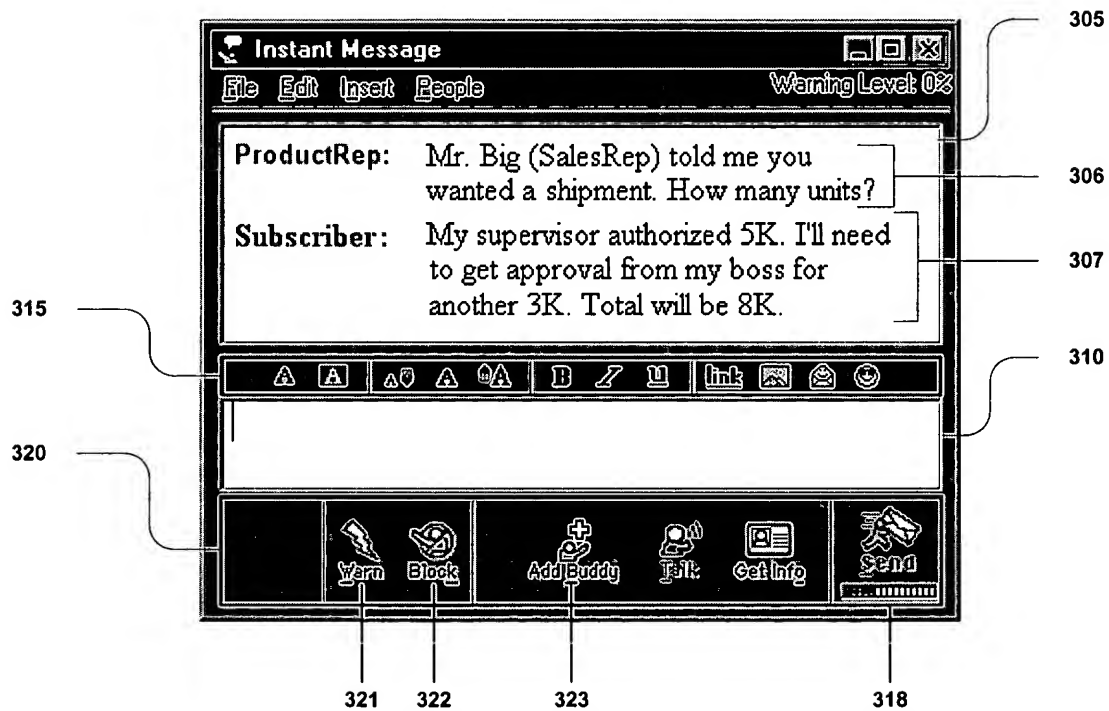 305
Instant Message
File Edit Insert People Warning Level: 0%
ProductRep: Mr. Big (SalesRep) told me you
wanted a shipment. How many units?
306
Subscriber: My supervisor authorized 5K. I'll need
to get approval from my boss for
another 3K. Total will be 8K.
307
315
A A A A A B I U link
310
320
Warn Block Add Buddy Talk Get Info Send
321 322 323 318